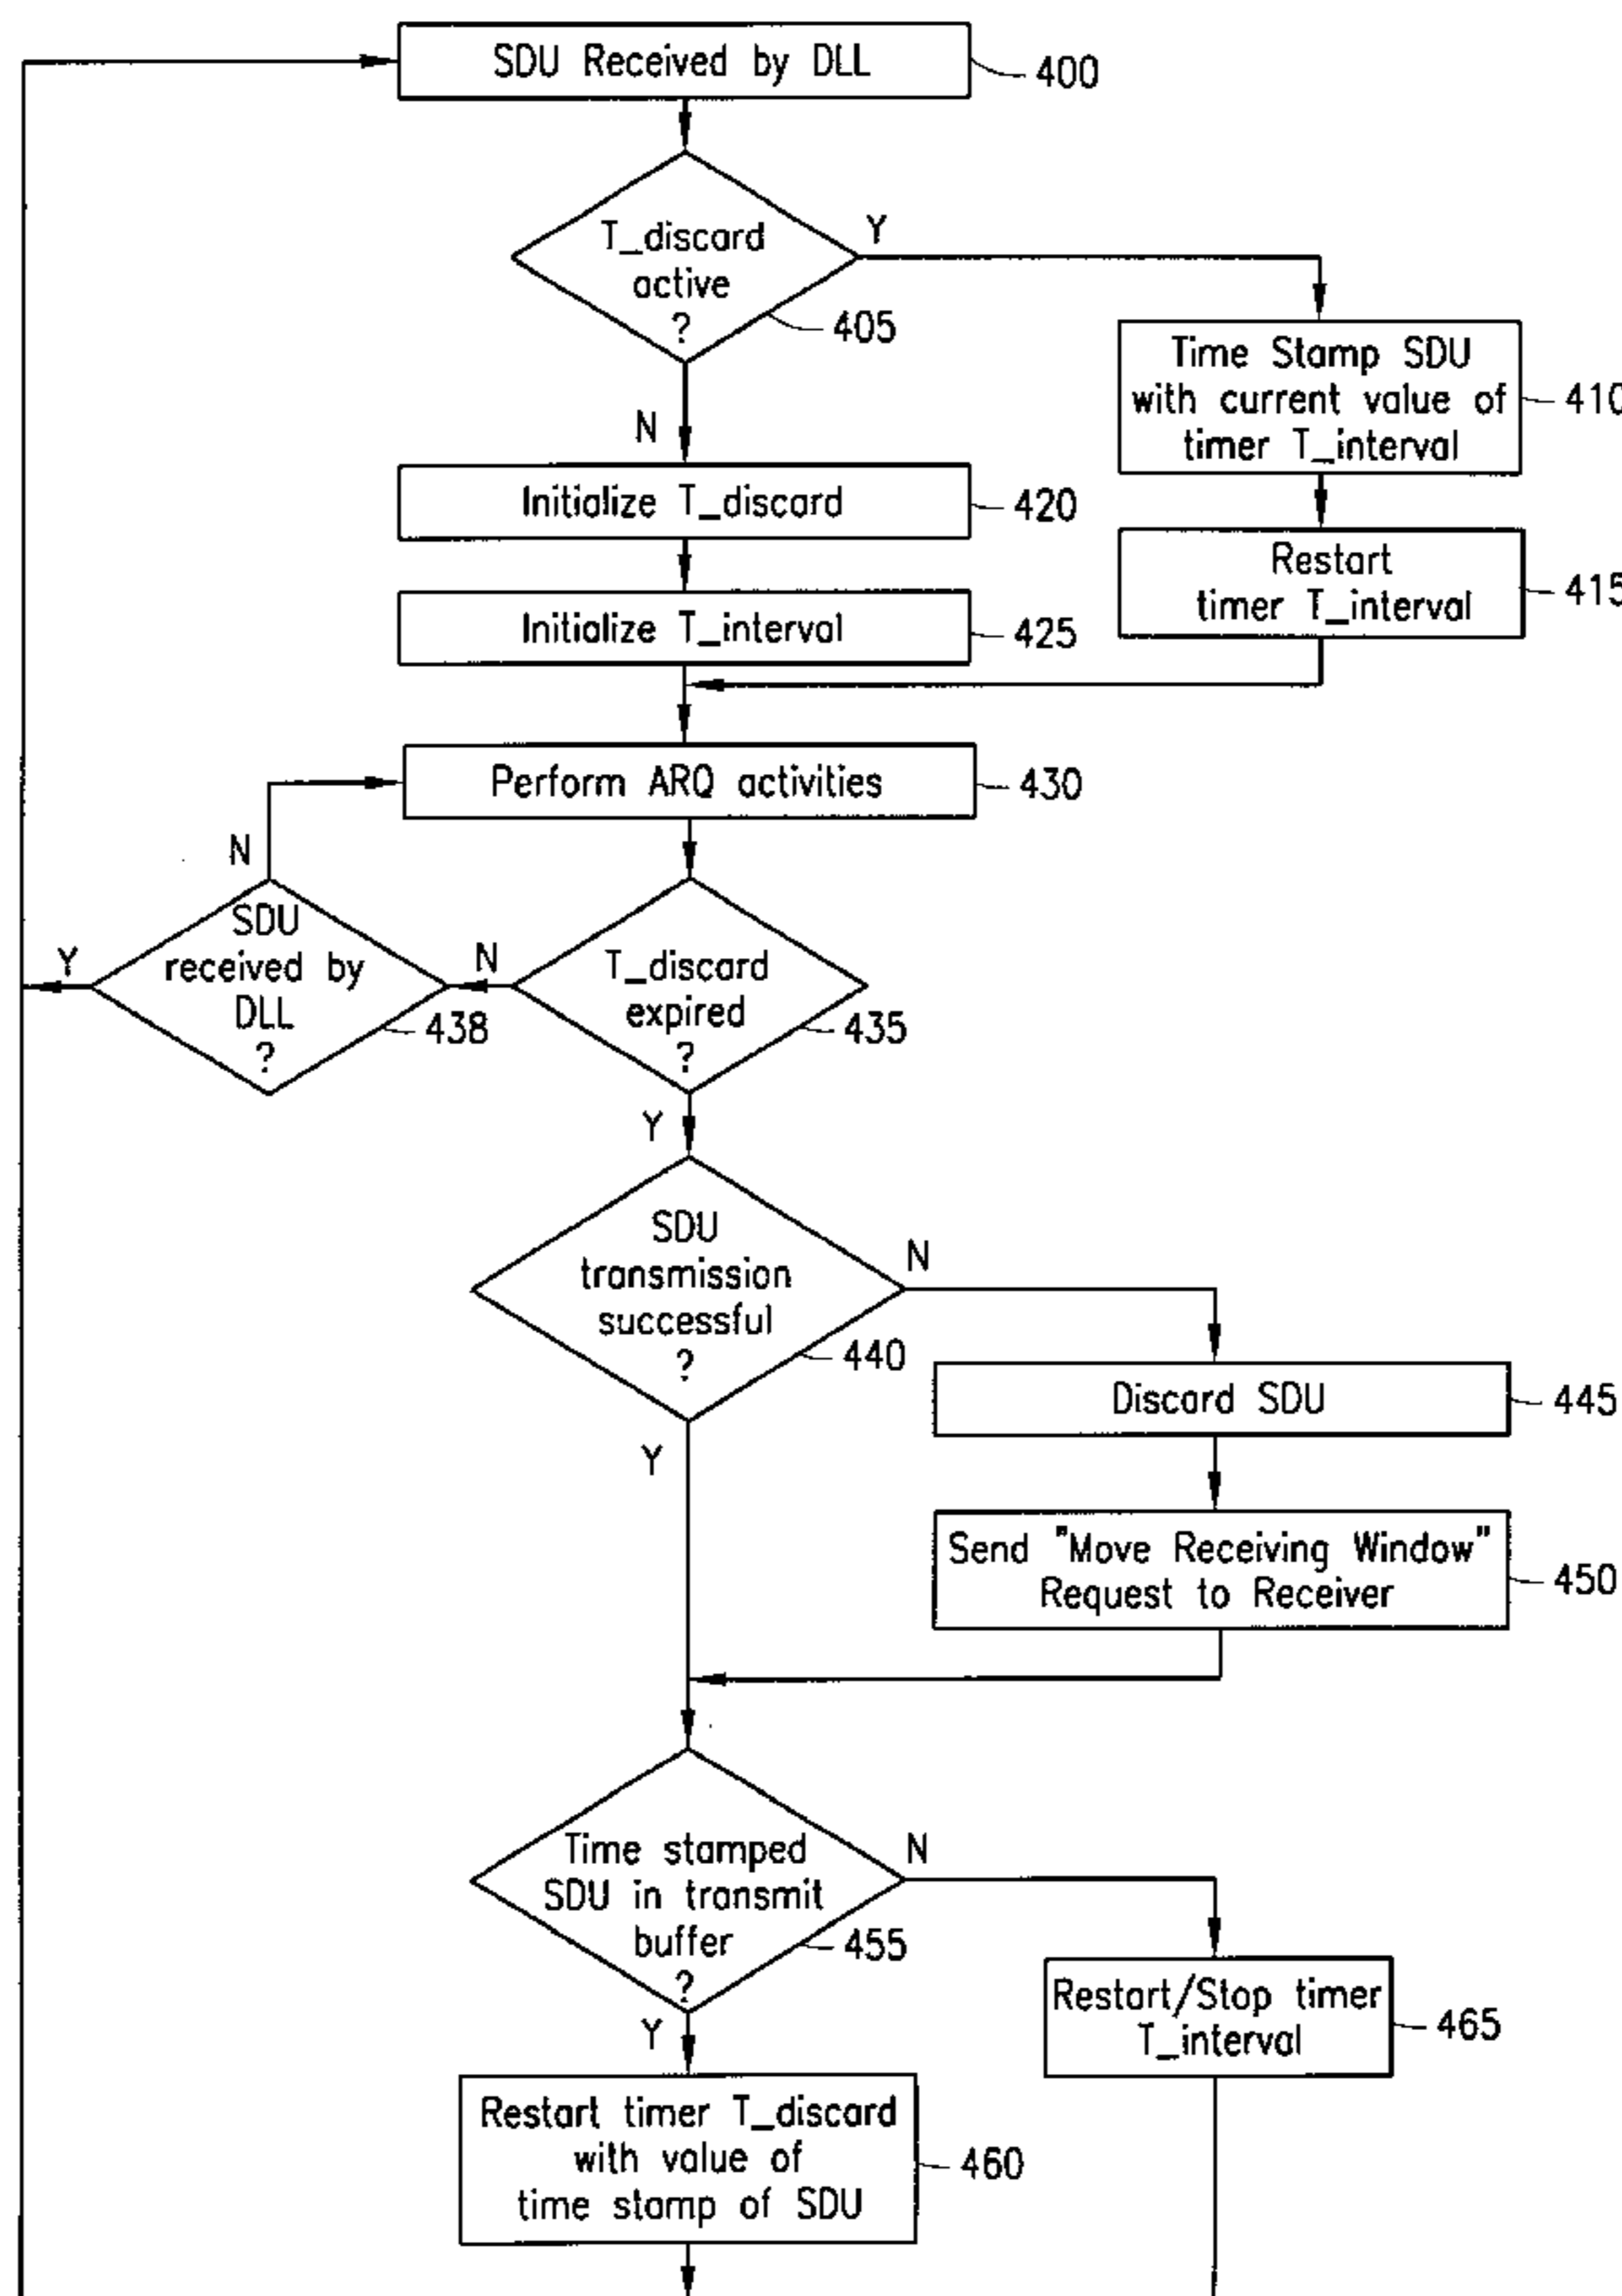 SDU Received by DLL
400
T_discard
active
?
Y
405
N
Time Stamp SDU
with current value of
timer T_interval
410
Initialize T_discard
420
Restart
timer T_interval
415
Initialize T_interval
425
Perform ARQ activities
430
N
SDU
received by
DLL
?
Y
438
N
T_discard
expired
?
435
Y
SDU
transmission
successful
?
N
440
Y
Discard SDU
445
Send "Move Receiving Window"
Request to Receiver
450
Time stamped
SDU in transmit
buffer
?
N
455
Y
Restart/Stop timer
T_interval
465
Restart timer T_discard
with value of
time stamp of SDU
460